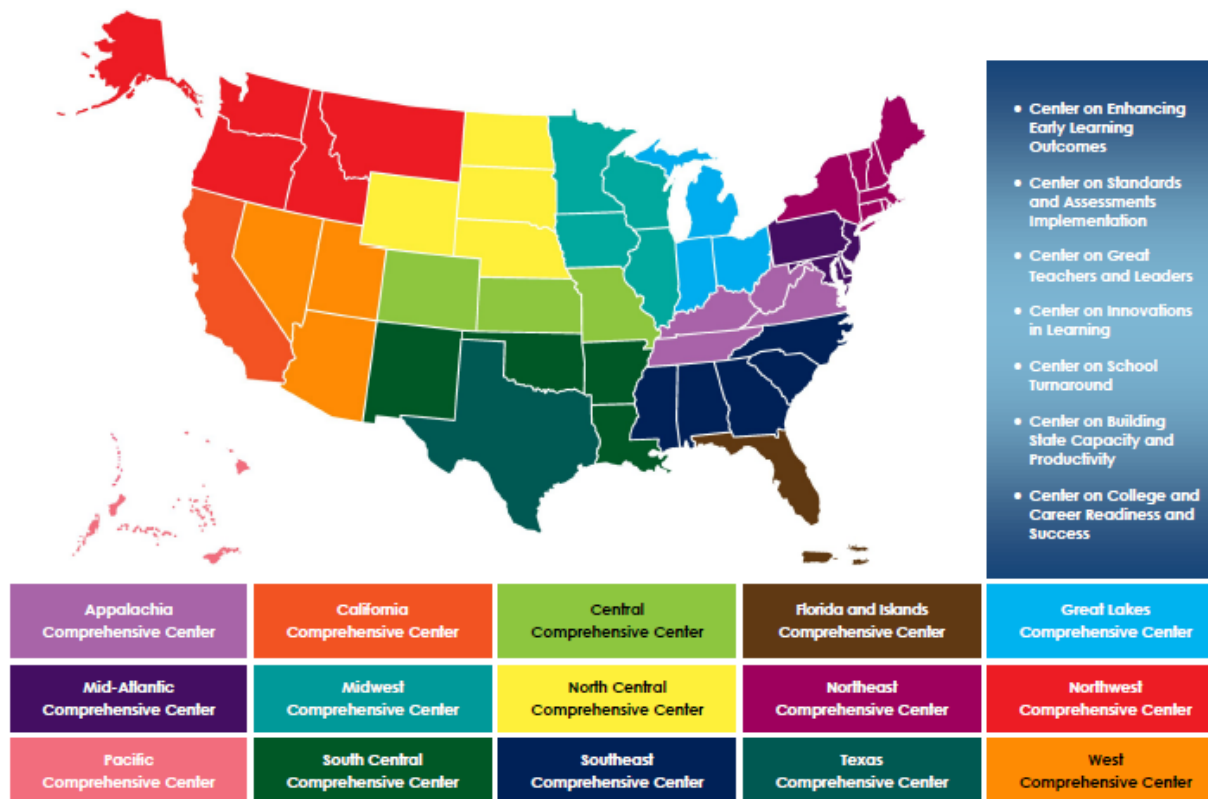 • Center on Enhancing
Early Learning
Outcomes
• Center on Standards
and Assessments
Implementation
• Center on Great
Teachers and Leaders
• Center on Innovations
in Learning
• Center on School
Turnaround
• Center on Building
State Capacity and
Productivity
• Center on College and
Career Readiness and
Success
Appalachia
Comprehensive Center
California
Comprehensive Center
Central
Comprehensive Center
Florida and Islands
Comprehensive Center
Great Lakes
Comprehensive Center
Mid-Atlantic
Comprehensive Center
Midwest
Comprehensive Center
North Central
Comprehensive Center
Northeast
Comprehensive Center
Northwest
Comprehensive Center
Pacific
Comprehensive Center
South Central
Comprehensive Center
Southeast
Comprehensive Center
Texas
Comprehensive Center
West
Comprehensive Center